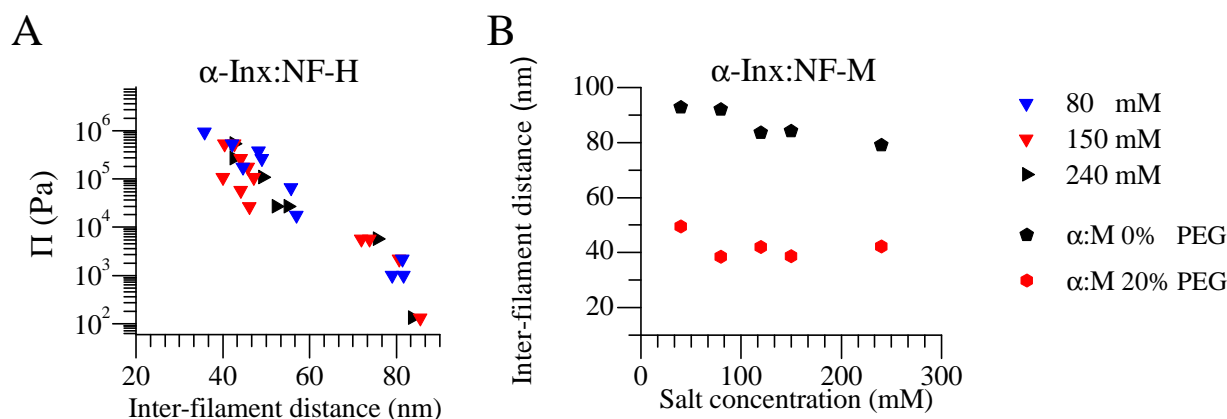 A
α-Inx:NF-H
Π (Pa)
10^6
10^5
10^4
10^3
10^2
20 40 60 80
Inter-filament distance (nm)
B
α-Inx:NF-M
Inter-filament distance (nm)
100
80
60
40
20
0 100 200 300
Salt concentration (mM)
80 mM
150 mM
240 mM
α:M 0% PEG
α:M 20% PEG